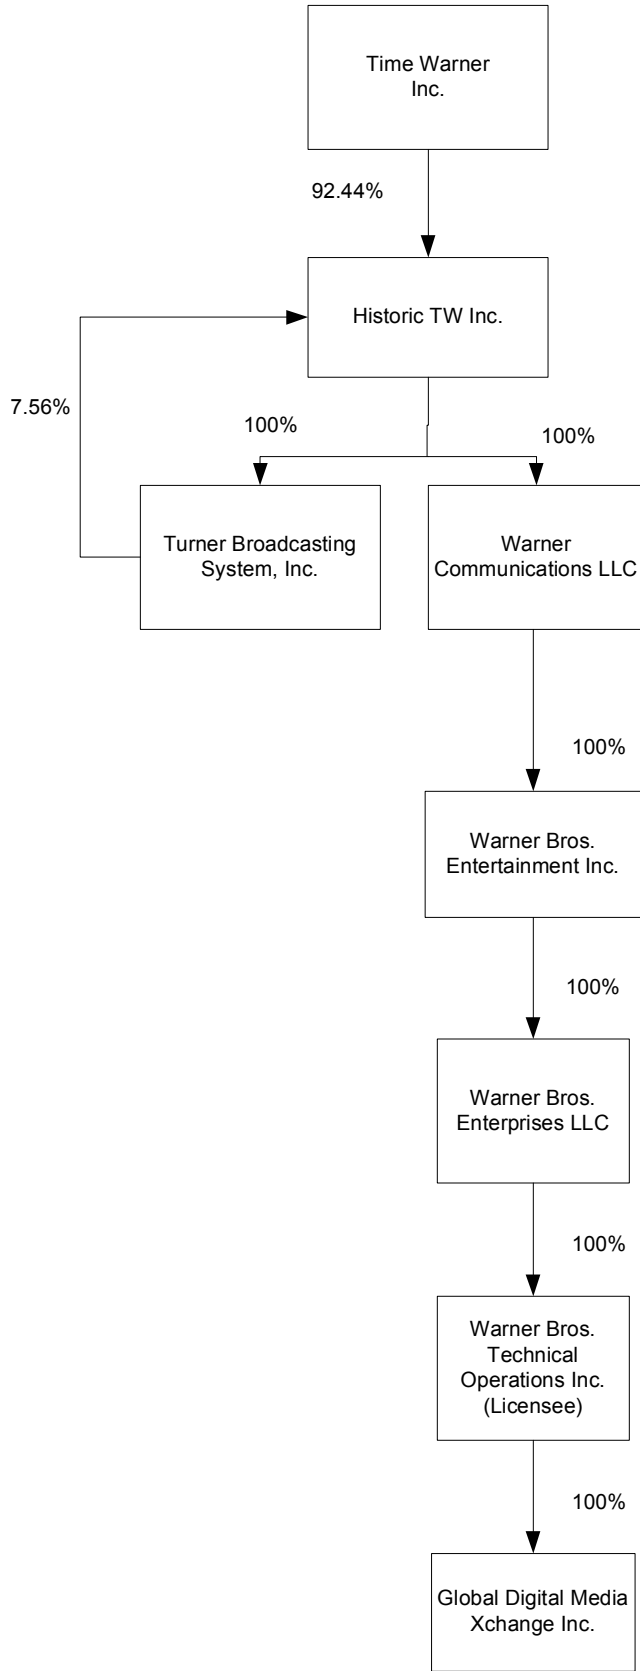 Time Warner
Inc.
92.44%
Historic TW Inc.
7.56%
100%
100%
Turner Broadcasting
System, Inc.
Warner
Communications LLC
100%
Warner Bros.
Entertainment Inc.
100%
Warner Bros.
Enterprises LLC
100%
Warner Bros.
Technical
Operations Inc.
(Licensee)
100%
Global Digital Media
Xchange Inc.